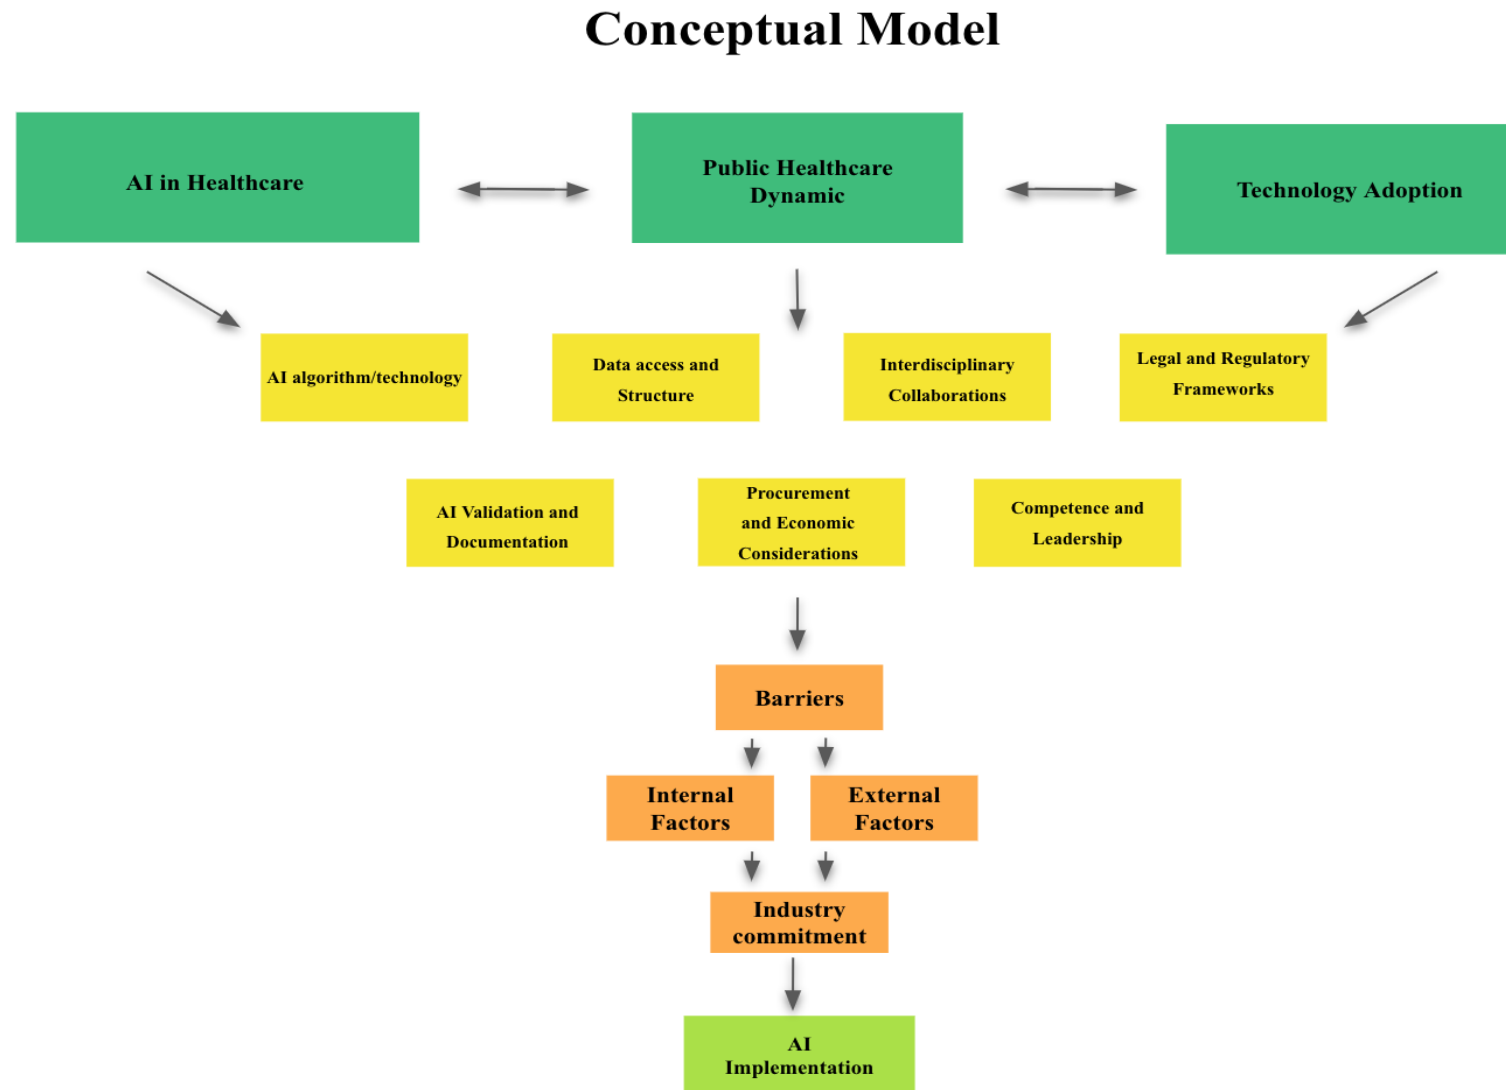 Conceptual Model
AI in Healthcare
Public Healthcare
Dynamic
Technology Adoption
AI algorithm/technology
Data access and
Structure
Interdisciplinary
Collaborations
Legal and Regulatory
Frameworks
AI Validation and
Documentation
Procurement
and Economic
Considerations
Competence and
Leadership
Barriers
Internal
Factors
External
Factors
Industry
commitment
AI
Implementation